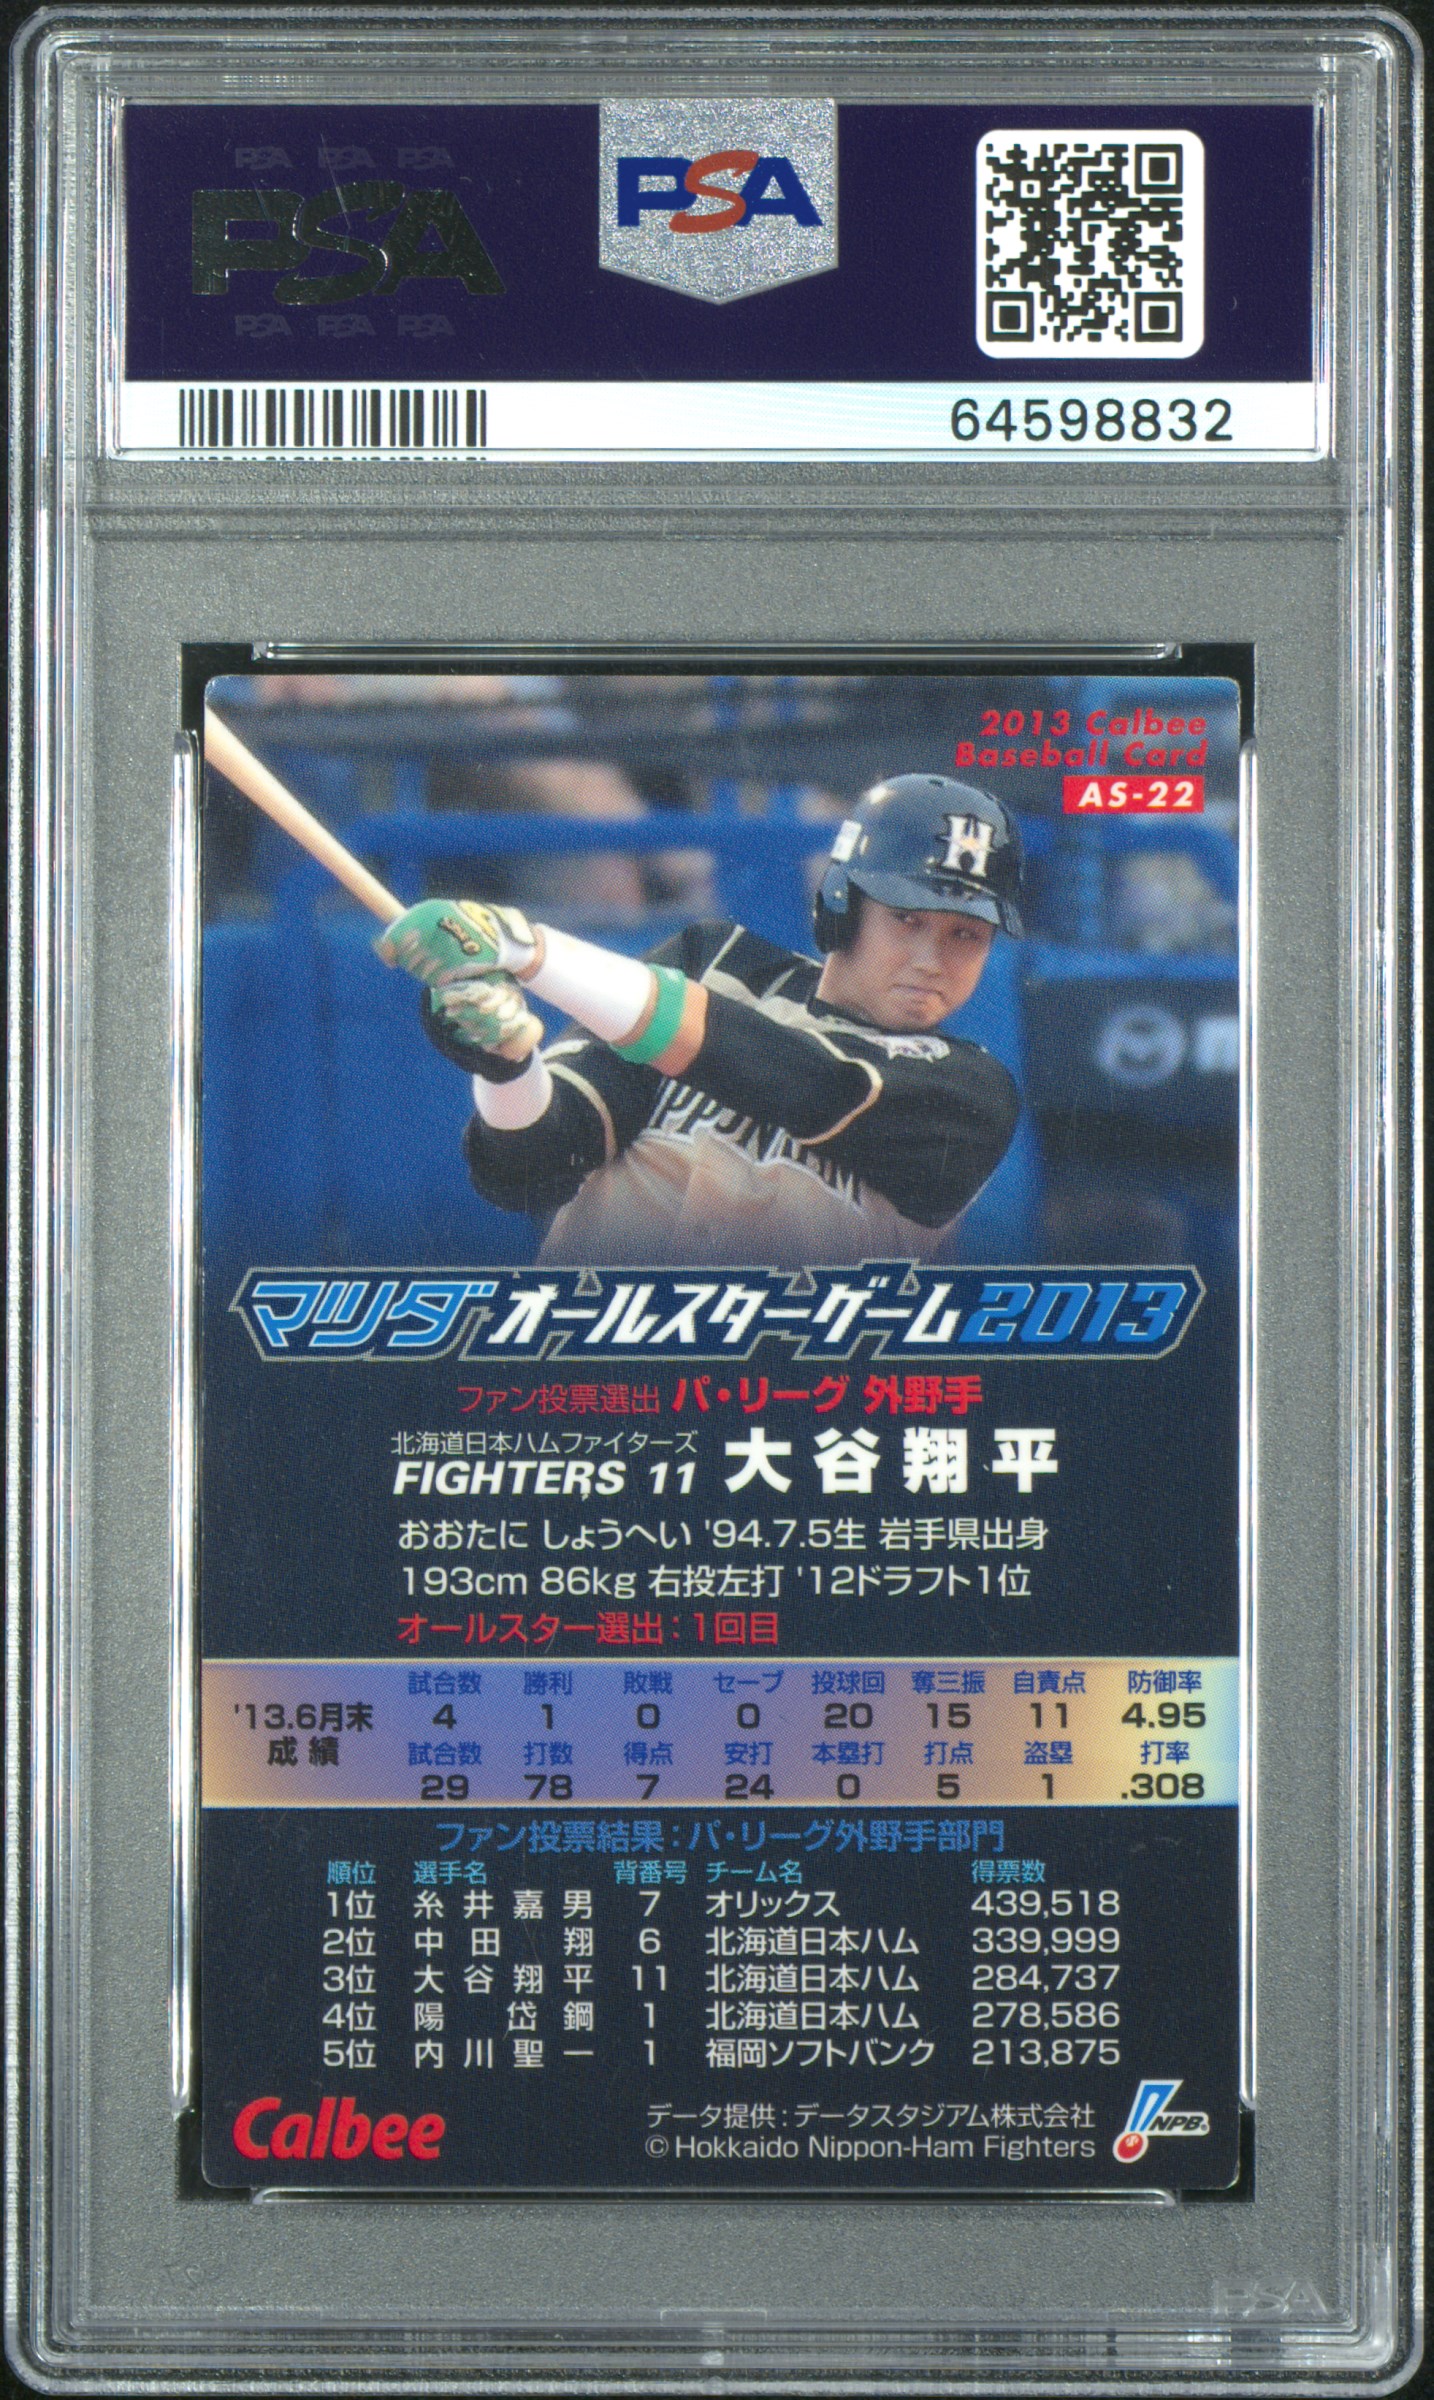 PSA PSA PSA
PSA
PSA PSA PSA
PSA
64598832
2013 Calbee
Baseball Card
AS-22
H
NIPPON HAM
マツダオールスターゲーム2013
ファン投票選出 パ・リーグ 外野手
北海道日本ハムファイターズ
FIGHTERS 11 大谷翔平
おおたに しょうへい '94.7.5生 岩手県出身
193cm 86kg 右投左打 '12ドラフト1位
オールスター選出:1回目
'13.6月末成績
試合数 勝利 敗戦 セーブ 投球回 奪三振 自責点 防御率
4 1 0 0 20 15 11 4.95
試合数 打数 得点 安打 本塁打 打点 盗塁 打率
29 78 7 24 0 5 1 .308
ファン投票結果:パ・リーグ外野手部門
順位 選手名 背番号 チーム名 得票数
1位 糸井嘉男 7 オリックス 439,518
2位 中田 翔 6 北海道日本ハム 339,999
3位 大谷翔平 11 北海道日本ハム 284,737
4位 陽 岱鋼 1 北海道日本ハム 278,586
5位 内川聖一 1 福岡ソフトバンク 213,875
Calbee
データ提供:データスタジアム株式会社
©Hokkaido Nippon-Ham Fighters
NPB
PSA